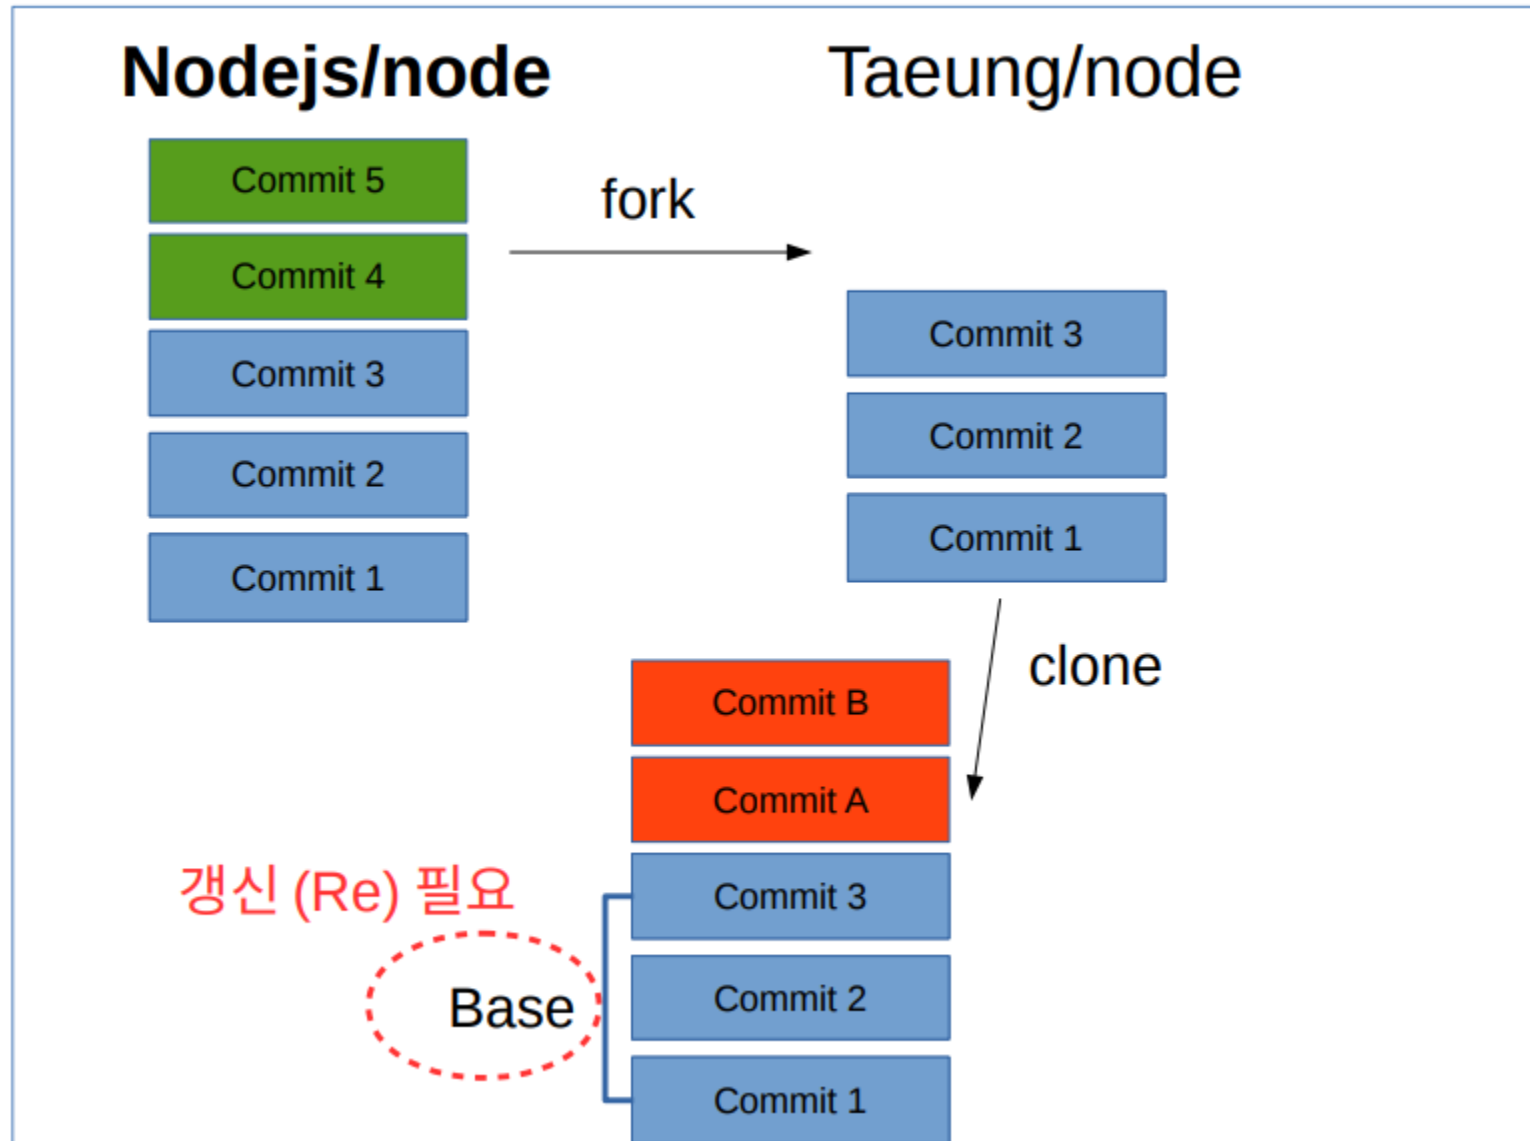 Nodejs/node
Taeung/node
Commit 5
Commit 4
Commit 3
Commit 2
Commit 1
fork
Commit 3
Commit 2
Commit 1
clone
Commit B
Commit A
Commit 3
Commit 2
Commit 1
갱신 (Re) 필요
Base